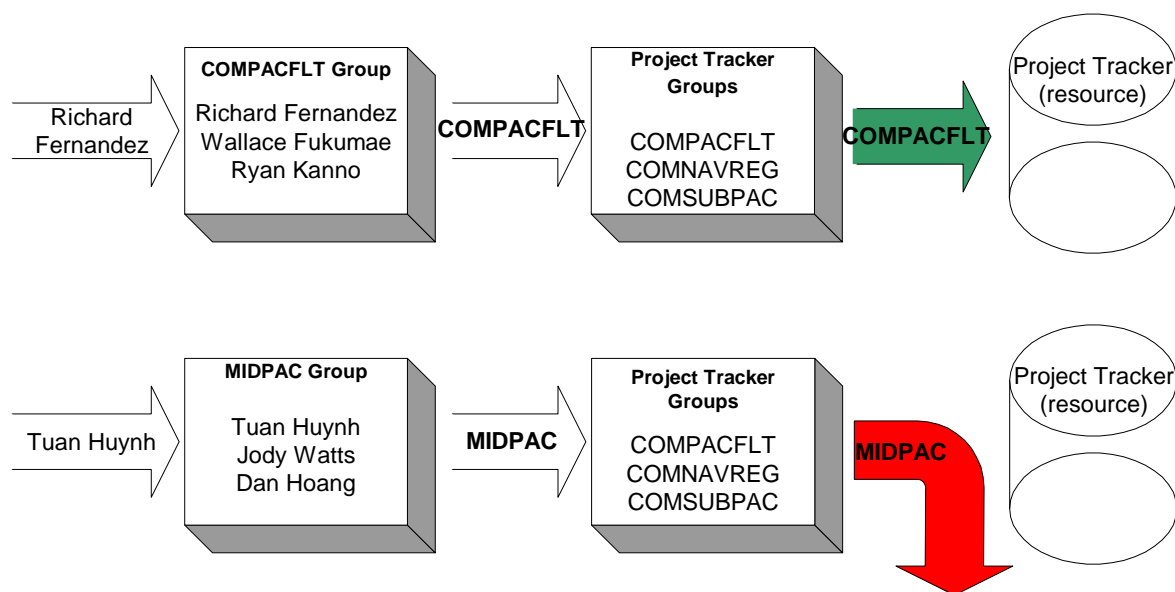 Richard
Fernandez
COMPACFLT Group
Richard Fernandez
Wallace Fukumae
Ryan Kanno
COMPACFLT
Project Tracker
Groups
COMPACFLT
COMNAVREG
COMSUBPAC
COMPACFLT
Project Tracker
(resource)
Tuan Huynh
MIDPAC Group
Tuan Huynh
Jody Watts
Dan Hoang
MIDPAC
Project Tracker
Groups
COMPACFLT
COMNAVREG
COMSUBPAC
MIDPAC
Project Tracker
(resource)